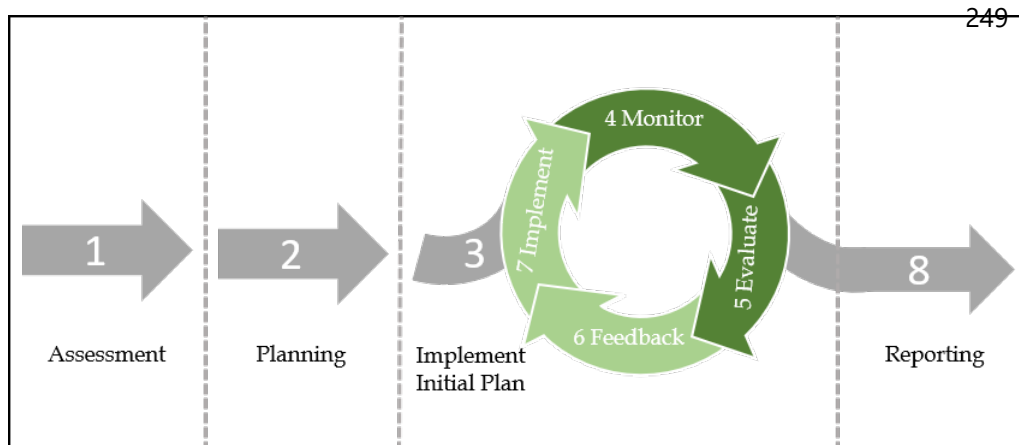 249
1
Assessment
2
Planning
3
Implement
Initial Plan
4 Monitor
5 Evaluate
6 Feedback
7 Implement
8
Reporting